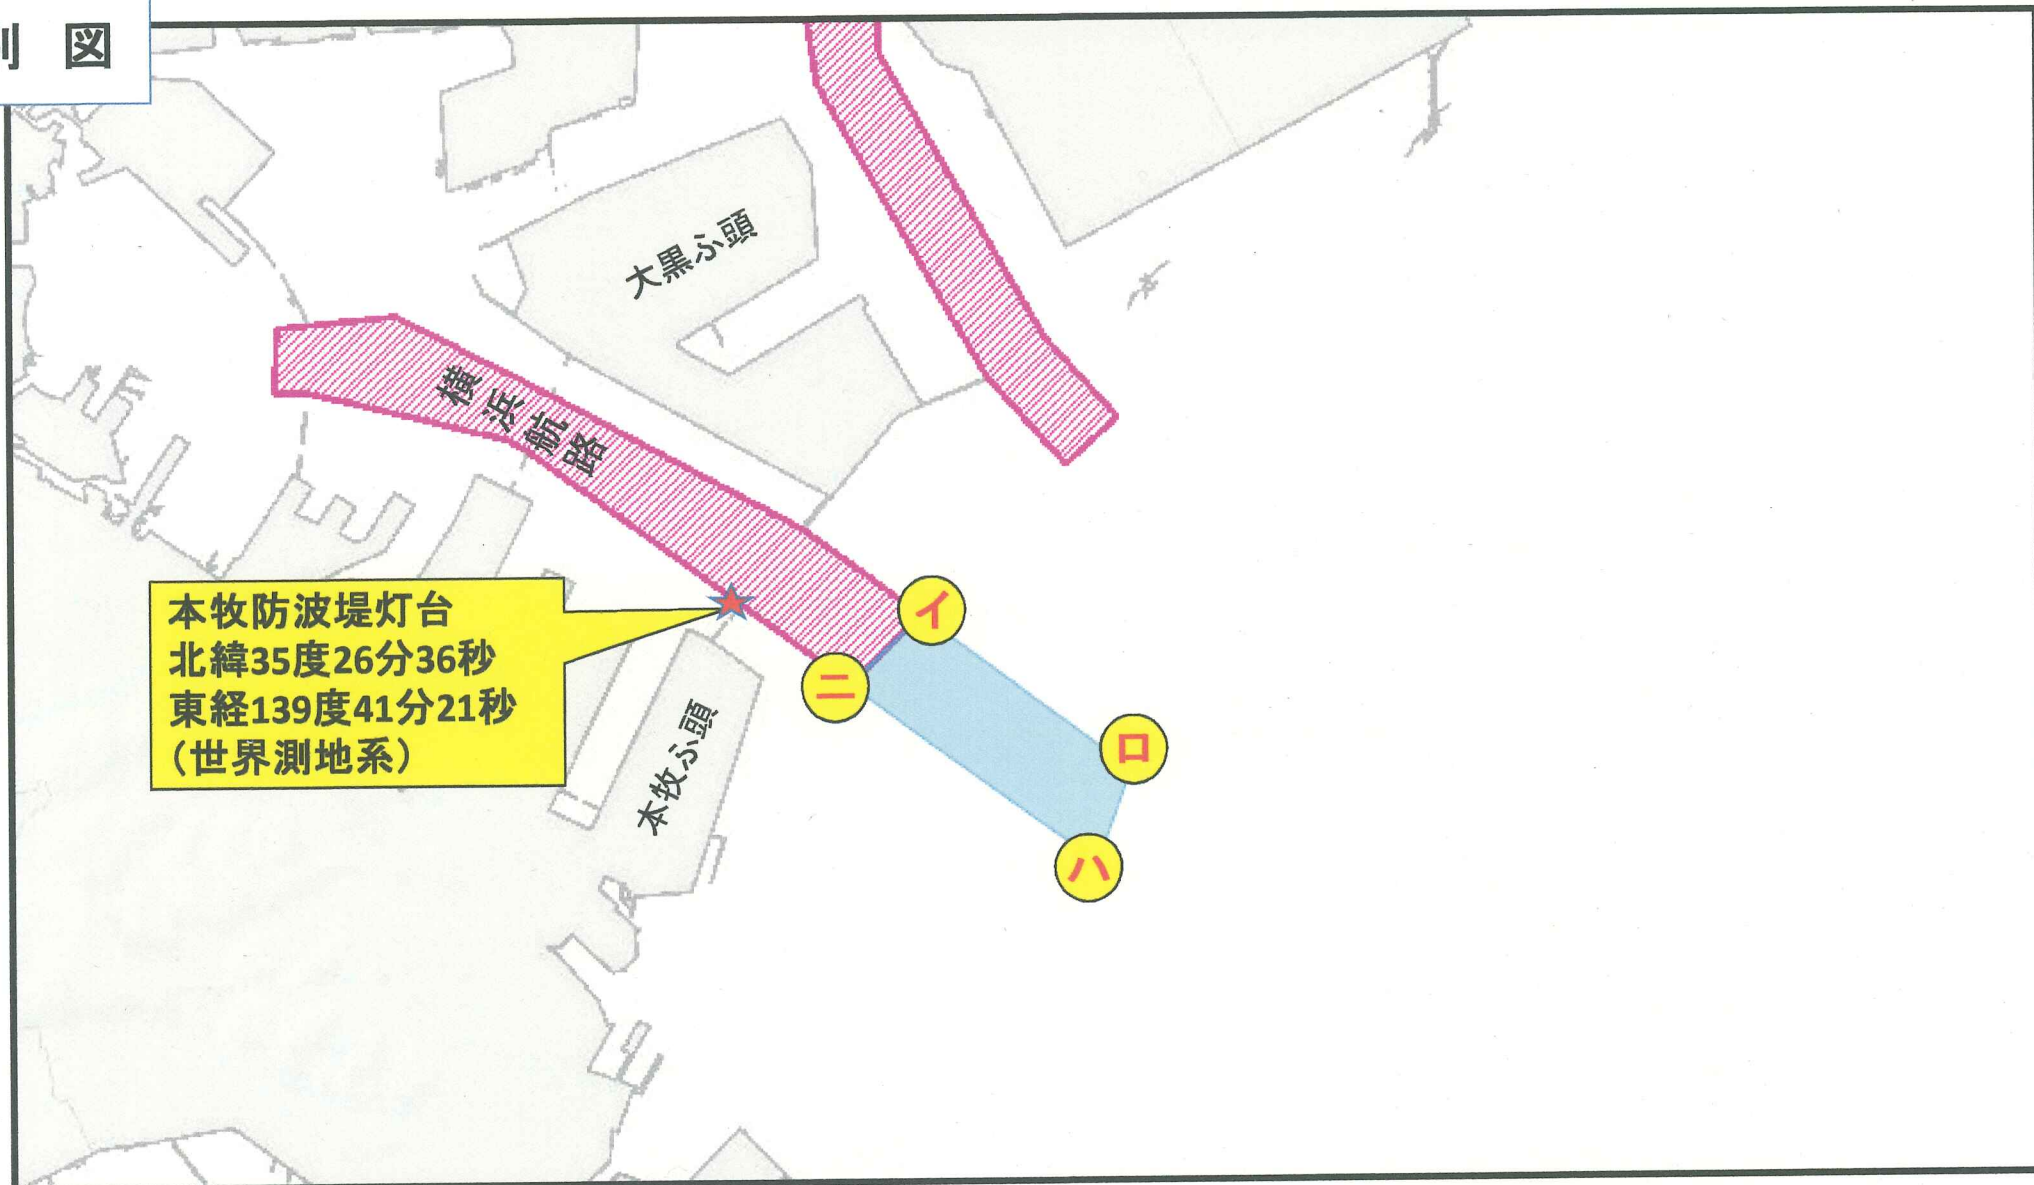 図
大黒ふ頭
横浜航路
本牧防波堤灯台
北緯35度26分36秒
東経139度41分21秒
（世界測地系）
イ
ニ
ロ
本牧ふ頭
ハ